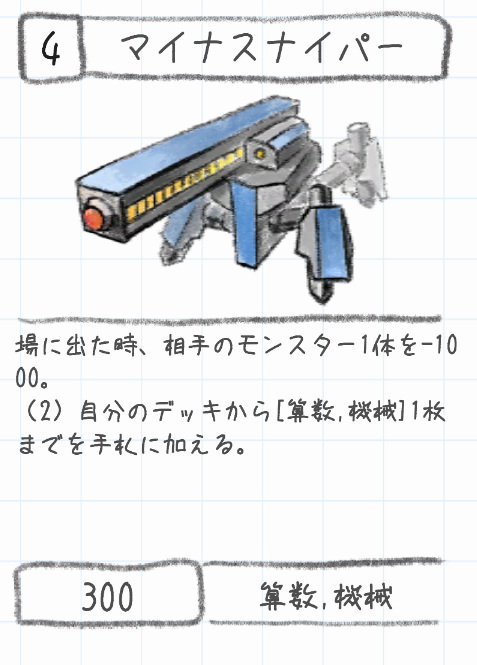 4
マイナスナイパー
場に出た時、相手のモンスター1体を-10
00。
（2）自分のデッキから[算数,機械]1枚
までを手札に加える。
300
算数,機械